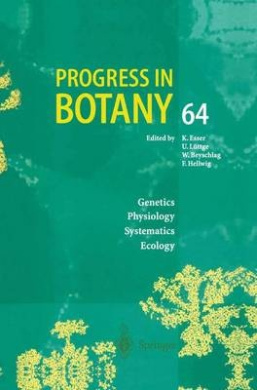 PROGRESS IN
BOTANY 64
Edited by K. Esser
U. Lüttge
W. Beyschlag
F. Hellwig
Genetics
Physiology
Systematics
Ecology
Springer